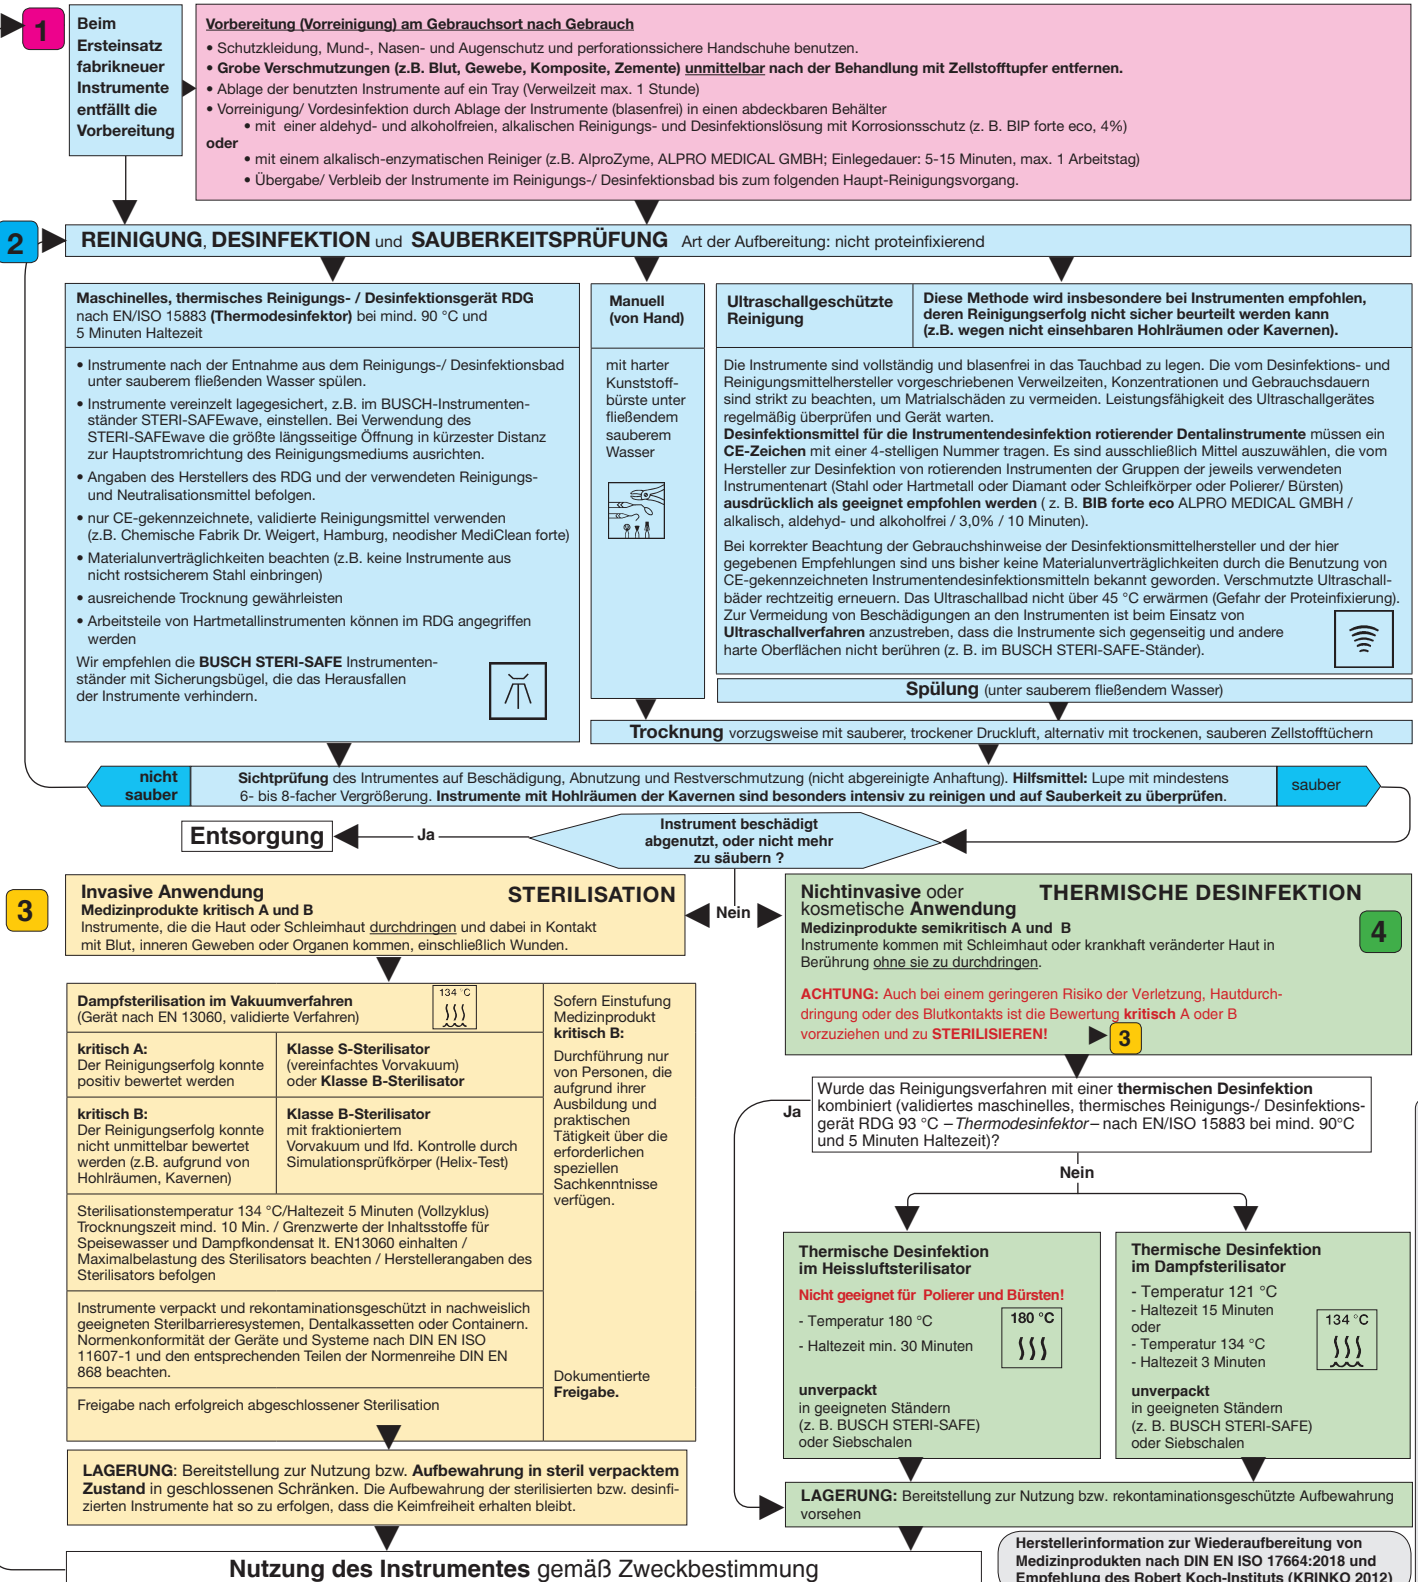 1
Beim
Ersteinsatz
fabrikneuer
Instrumente
entfällt die
Vorbereitung
Vorbereitung (Vorreinigung) am Gebrauchsort nach Gebrauch
• Schutzkleidung, Mund-, Nasen- und Augenschutz und perforationssichere Handschuhe benutzen.
• Grobe Verschmutzungen (z.B. Blut, Gewebe, Komposite, Zemente) unmittelbar nach der Behandlung mit Zellstofftupfer entfernen.
• Ablage der benutzten Instrumente auf ein Tray (Verweilzeit max. 1 Stunde)
• Vorreinigung/ Vordesinfektion durch Ablage der Instrumente (blasenfrei) in einen abdeckbaren Behälter
• mit einer aldehyd- und alkoholfreien, alkalischen Reinigungs- und Desinfektionslösung mit Korrosionsschutz (z. B. BIP forte eco, 4%)
oder
• mit einem alkalisch-enzymatischen Reiniger (z.B. AlproZyme, ALPRO MEDICAL GMBH; Einlegedauer: 5-15 Minuten, max. 1 Arbeitstag)
• Übergabe/ Verbleib der Instrumente im Reinigungs-/ Desinfektionsbad bis zum folgenden Haupt-Reinigungsvorgang.
2
REINIGUNG, DESINFEKTION und SAUBERKEITSPRÜFUNG Art der Aufbereitung: nicht proteinfixierend
Maschinelles, thermisches Reinigungs- / Desinfektionsgerät RDG
nach EN/ISO 15883 (Thermodesinfektor) bei mind. 90 °C und
5 Minuten Haltezeit
• Instrumente nach der Entnahme aus dem Reinigungs-/ Desinfektionsbad
unter sauberem fließenden Wasser spülen.
• Instrumente vereinzelt lagegesichert, z.B. im BUSCH-Instrumenten-
ständer STERI-SAFEwave, einstellen. Bei Verwendung des
STERI-SAFEwave die größte längsseitige Öffnung in kürzester Distanz
zur Hauptstromrichtung des Reinigungsmediums ausrichten.
• Angaben des Herstellers des RDG und der verwendeten Reinigungs-
und Neutralisationsmittel befolgen.
• nur CE-gekennzeichnete, validierte Reinigungsmittel verwenden
(z.B. Chemische Fabrik Dr. Weigert, Hamburg, neodisher MediClean forte)
• Materialunverträglichkeiten beachten (z.B. keine Instrumente aus
nicht rostsicherem Stahl einbringen)
• ausreichende Trocknung gewährleisten
• Arbeitsteile von Hartmetallinstrumenten können im RDG angegriffen
werden
Wir empfehlen die BUSCH STERI-SAFE Instrumenten-
ständer mit Sicherungsbügel, die das Herausfallen
der Instrumente verhindern.
Manuell
(von Hand)
mit harter
Kunststoff-
bürste unter
fließendem
sauberem
Wasser
Ultraschallgeschützte
Reinigung
Diese Methode wird insbesondere bei Instrumenten empfohlen,
deren Reinigungserfolg nicht sicher beurteilt werden kann
(z.B. wegen nicht einsehbaren Hohlräumen oder Kavernen).
Die Instrumente sind vollständig und blasenfrei in das Tauchbad zu legen. Die vom Desinfektions- und
Reinigungsmittelhersteller vorgeschriebenen Verweilzeiten, Konzentrationen und Gebrauchsdauern
sind strikt zu beachten, um Matrialschäden zu vermeiden. Leistungsfähigkeit des Ultraschallgerätes
regelmäßig überprüfen und Gerät warten.
Desinfektionsmittel für die Instrumentendesinfektion rotierender Dentalinstrumente müssen ein
CE-Zeichen mit einer 4-stelligen Nummer tragen. Es sind ausschließlich Mittel auszuwählen, die vom
Hersteller zur Desinfektion von rotierenden Instrumenten der Gruppen der jeweils verwendeten
Instrumentenart (Stahl oder Hartmetall oder Diamant oder Schleifkörper oder Polierer/ Bürsten)
ausdrücklich als geeignet empfohlen werden ( z. B. BIB forte eco ALPRO MEDICAL GMBH /
alkalisch, aldehyd- und alkoholfrei / 3,0% / 10 Minuten).
Bei korrekter Beachtung der Gebrauchshinweise der Desinfektionsmittelhersteller und der hier
gegebenen Empfehlungen sind uns bisher keine Materialunverträglichkeiten durch die Benutzung von
CE-gekennzeichneten Instrumentendesinfektionsmitteln bekannt geworden. Verschmutzte Ultraschall-
bäder rechtzeitig erneuern. Das Ultraschallbad nicht über 45 °C erwärmen (Gefahr der Proteinfixierung).
Zur Vermeidung von Beschädigungen an den Instrumenten ist beim Einsatz von
Ultraschallverfahren anzustreben, dass die Instrumente sich gegenseitig und andere
harte Oberflächen nicht berühren (z. B. im BUSCH STERI-SAFE-Ständer).
Spülung (unter sauberem fließendem Wasser)
Trocknung vorzugsweise mit sauberer, trockener Druckluft, alternativ mit trockenen, sauberen Zellstofftüchern
nicht
sauber
Sichtprüfung des Intrumentes auf Beschädigung, Abnutzung und Restverschmutzung (nicht abgereinigte Anhaftung). Hilfsmittel: Lupe mit mindestens
6- bis 8-facher Vergrößerung. Instrumente mit Hohlräumen der Kavernen sind besonders intensiv zu reinigen und auf Sauberkeit zu überprüfen.
sauber
Entsorgung
Ja
Instrument beschädigt
abgenutzt, oder nicht mehr
zu säubern ?
Nein
3
Invasive Anwendung STERILISATION
Medizinprodukte kritisch A und B
Instrumente, die die Haut oder Schleimhaut durchdringen und dabei in Kontakt
mit Blut, inneren Geweben oder Organen kommen, einschließlich Wunden.
Dampfsterilisation im Vakuumverfahren
(Gerät nach EN 13060, validierte Verfahren)
134 °C
kritisch A:
Der Reinigungserfolg konnte
positiv bewertet werden
Klasse S-Sterilisator
(vereinfachtes Vorvakuum)
oder Klasse B-Sterilisator
kritisch B:
Der Reinigungserfolg konnte
nicht unmittelbar bewertet
werden (z.B. aufgrund von
Hohlräumen, Kavernen)
Klasse B-Sterilisator
mit fraktioniertem
Vorvakuum und lfd. Kontrolle durch
Simulationsprüfkörper (Helix-Test)
Sterilisationstemperatur 134 °C/Haltezeit 5 Minuten (Vollzyklus)
Trocknungszeit mind. 10 Min. / Grenzwerte der Inhaltsstoffe für
Speisewasser und Dampfkondensat lt. EN13060 einhalten /
Maximalbelastung des Sterilisators beachten / Herstellerangaben des
Sterilisators befolgen
Instrumente verpackt und rekontaminationsgeschützt in nachweislich
geeigneten Sterilbarrieresystemen, Dentalkassetten oder Containern.
Normenkonformität der Geräte und Systeme nach DIN EN ISO
11607-1 und den entsprechenden Teilen der Normenreihe DIN EN
868 beachten.
Freigabe nach erfolgreich abgeschlossener Sterilisation
Sofern Einstufung
Medizinprodukt
kritisch B:
Durchführung nur
von Personen, die
aufgrund ihrer
Ausbildung und
praktischen
Tätigkeit über die
erforderlichen
speziellen
Sachkenntnisse
verfügen.
Dokumentierte
Freigabe.
LAGERUNG: Bereitstellung zur Nutzung bzw. Aufbewahrung in steril verpacktem
Zustand in geschlossenen Schränken. Die Aufbewahrung der sterilisierten bzw. desinfi-
zierten Instrumente hat so zu erfolgen, dass die Keimfreiheit erhalten bleibt.
Nichtinvasive oder THERMISCHE DESINFEKTION
kosmetische Anwendung
Medizinprodukte semikritisch A und B
Instrumente kommen mit Schleimhaut oder krankhaft veränderter Haut in
Berührung ohne sie zu durchdringen.
4
ACHTUNG: Auch bei einem geringeren Risiko der Verletzung, Hautdurch-
dringung oder des Blutkontakts ist die Bewertung kritisch A oder B
vorzuziehen und zu STERILISIEREN!
3
Wurde das Reinigungsverfahren mit einer thermischen Desinfektion
kombiniert (validiertes maschinelles, thermisches Reinigungs-/ Desinfektions-
gerät RDG 93 °C – Thermodesinfektor – nach EN/ISO 15883 bei mind. 90°C
und 5 Minuten Haltezeit)?
Ja
Nein
Thermische Desinfektion
im Heissluftsterilisator
Nicht geeignet für Polierer und Bürsten!
- Temperatur 180 °C
- Haltezeit min. 30 Minuten
180 °C
unverpackt
in geeigneten Ständern
(z. B. BUSCH STERI-SAFE)
oder Siebschalen
Thermische Desinfektion
im Dampfsterilisator
- Temperatur 121 °C
- Haltezeit 15 Minuten
oder
- Temperatur 134 °C
- Haltezeit 3 Minuten
134 °C
unverpackt
in geeigneten Ständern
(z. B. BUSCH STERI-SAFE)
oder Siebschalen
LAGERUNG: Bereitstellung zur Nutzung bzw. rekontaminationsgeschützte Aufbewahrung
vorsehen
Nutzung des Instrumentes gemäß Zweckbestimmung
Herstellerinformation zur Wiederaufbereitung von
Medizinprodukten nach DIN EN ISO 17664:2018 und
Empfehlung des Robert Koch-Instituts (KRINKO 2012)